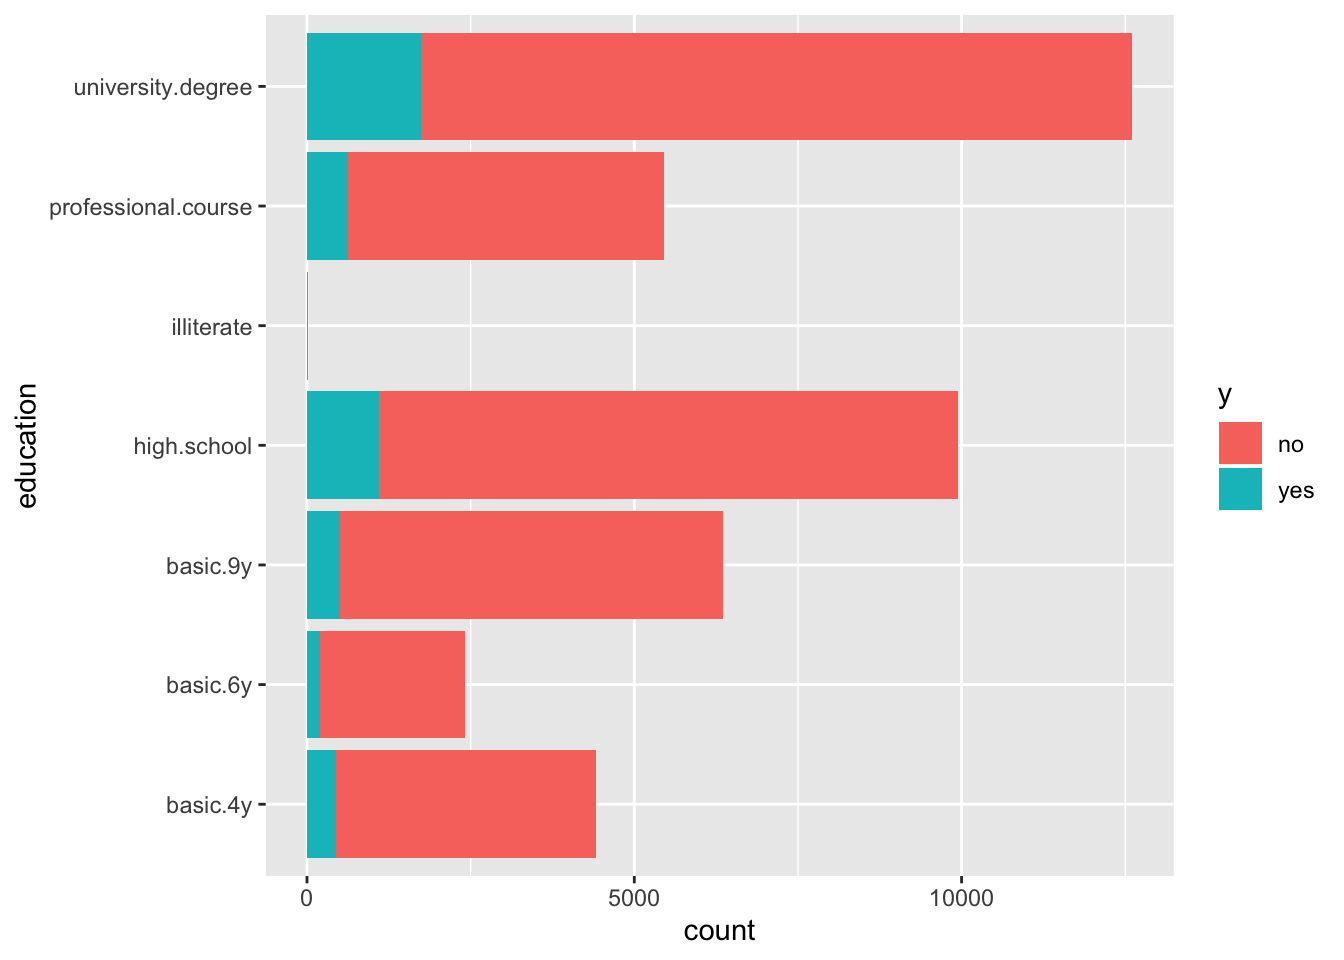 university.degree
professional.course
illiterate
high.school
basic.9y
basic.6y
basic.4y
education
0 5000 10000
count
y
no
yes